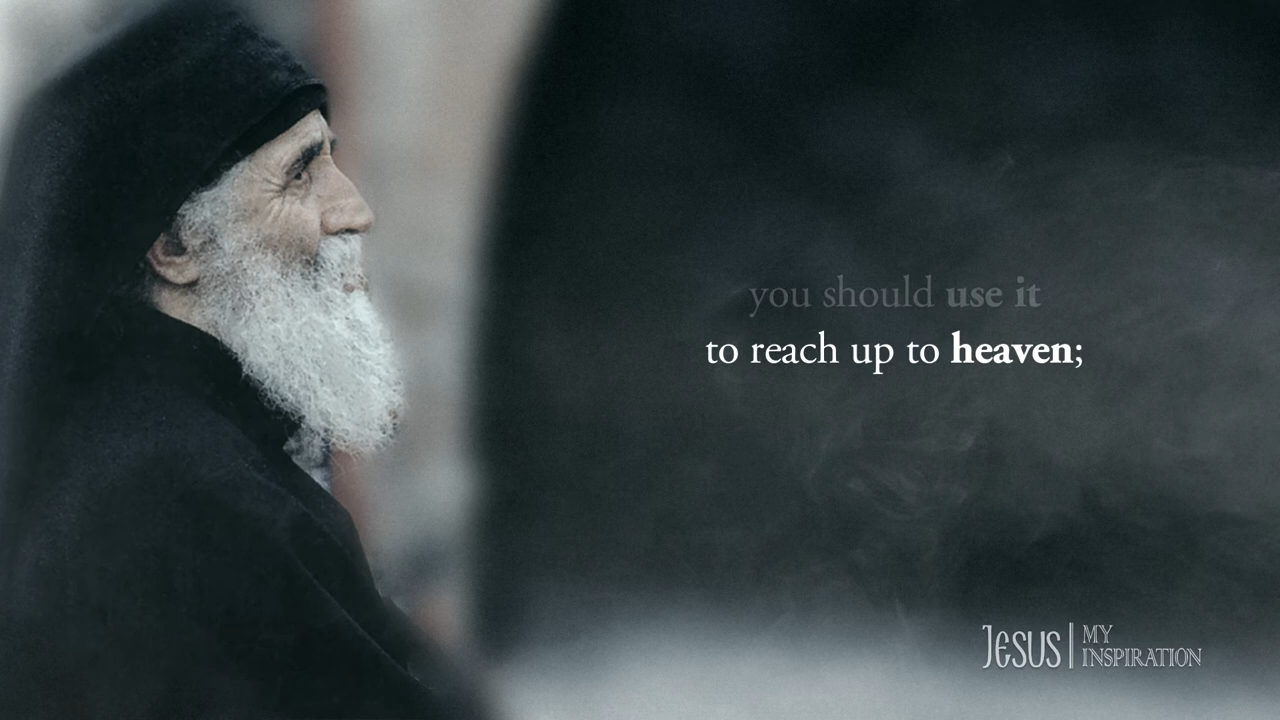 you should use it
to reach up to heaven;
JESUS | MY
INSPIRATION